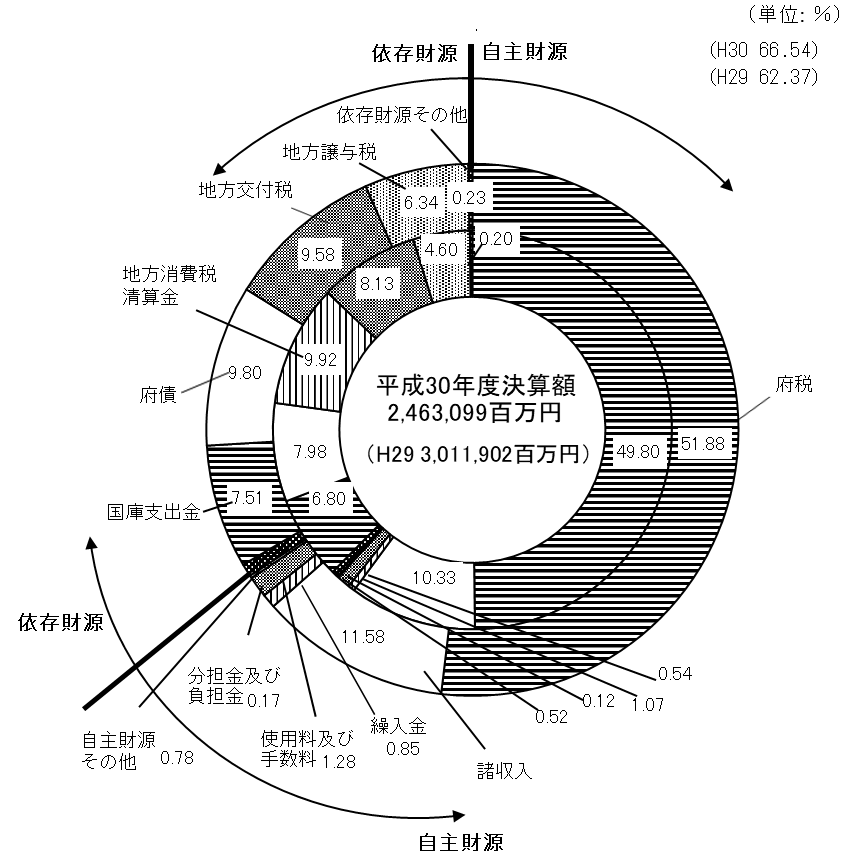 （単位: %）
依存財源
自主財源
(H30 66.54)
(H29 62.37)
依存財源その他
地方譲与税
地方交付税
6.34
0.23
4.60
0.20
9.58
8.13
地方消費税
清算金
9.92
9.80
府債
平成30年度決算額
2,463,099百万円
（H29 3,011,902百万円）
府税
49.80
51.88
7.98
7.51
6.80
国庫支出金
10.33
依存財源
11.58
0.54
0.12
1.07
0.52
分担金及び
負担金 0.17
自主財源
その他 0.78
使用料及び
手数料 1.28
繰入金
0.85
諸収入
自主財源